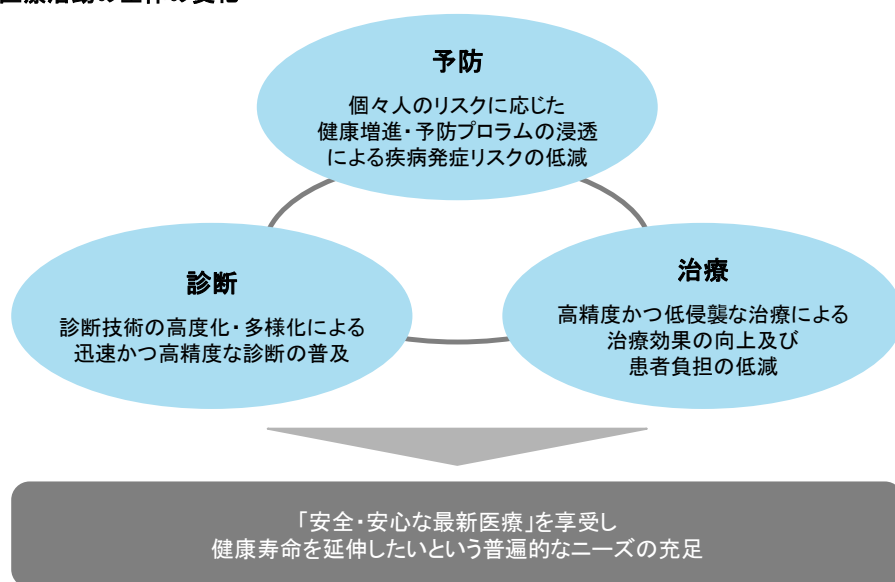 予防
個々人のリスクに応じた
健康増進・予防プロラムの浸透
による疾病発症リスクの低減
診断
診断技術の高度化・多様化による
迅速かつ高精度な診断の普及
治療
高精度かつ低侵襲な治療による
治療効果の向上及び
患者負担の低減
「安全・安心な最新医療」を享受し
健康寿命を延伸したいという普遍的なニーズの充足